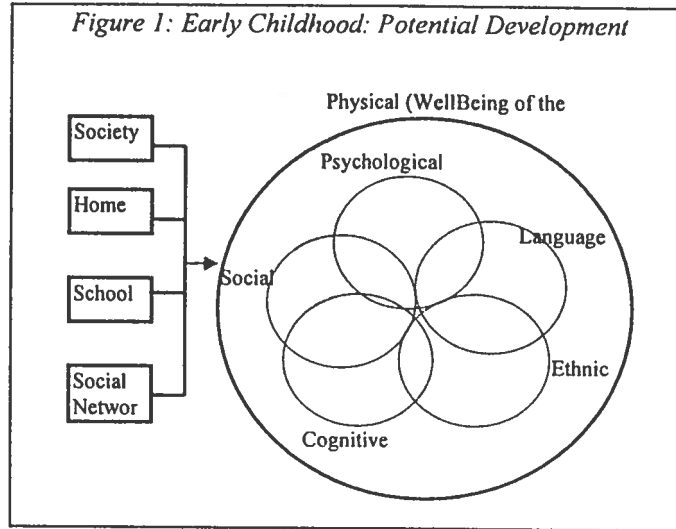 Figure 1: Early Childhood: Potential Development
Physical (WellBeing of the
Society
Psychological
Home
Language
Social
School
Ethnic
Social
Networ
Cognitive